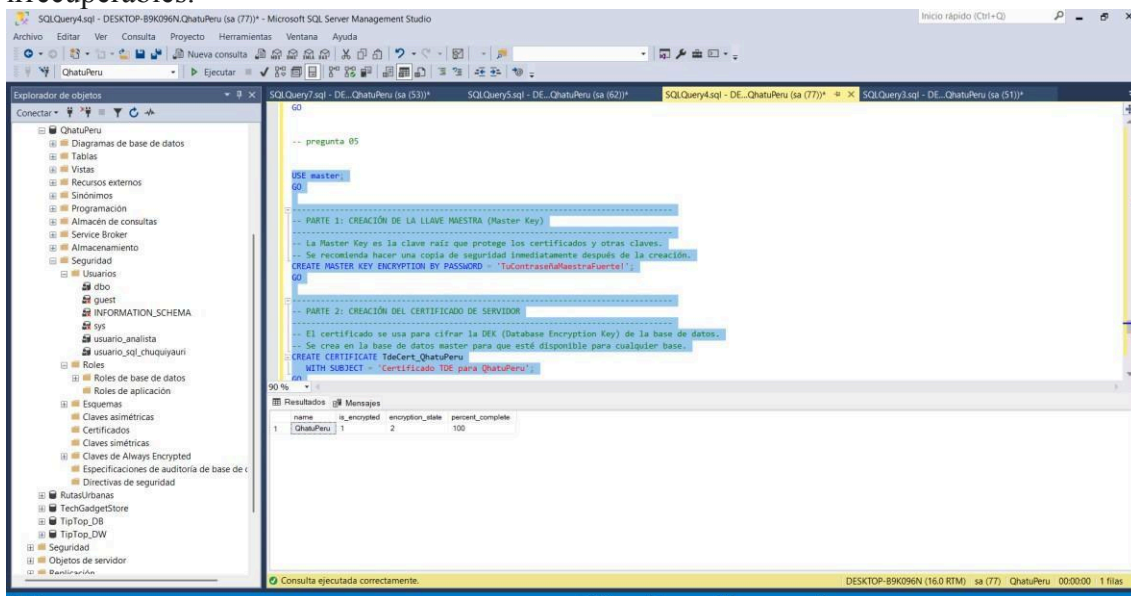 irrecuperables.
SQLQuery4.sql - DESKTOP-B9K096N.QhatuPeru (sa (77))* - Microsoft SQL Server Management Studio
Inicio rápido (Ctrl+Q)
Archivo Editar Ver Consulta Proyecto Herramientas Ventana Ayuda
Nueva consulta
QhatuPeru
Ejecutar
Explorador de objetos
SQLQuery7.sql - DE...QhatuPeru (sa (53))*
SQLQuery5.sql - DE...QhatuPeru (sa (62))*
SQLQuery4.sql - DE...QhatuPeru (sa (77))*
SQLQuery3.sql - DE...QhatuPeru (sa (51))*
Conectar
QhatuPeru
Diagramas de base de datos
Tablas
Vistas
Recursos externos
Sinónimos
Programación
Almacén de consultas
Service Broker
Almacenamiento
Seguridad
Usuarios
dbo
guest
INFORMATION_SCHEMA
sys
usuario_analista
usuario_sql_chuquiyauri
Roles
Roles de base de datos
Roles de aplicación
Esquemas
Claves asimétricas
Certificados
Claves simétricas
Claves de Always Encrypted
Especificaciones de auditoría de base de
Directivas de seguridad
RutasUrbanas
TechGadgetStore
TipTop_DB
TipTop_DW
Seguridad
Objetos de servidor
Replicación
GO
-- pregunta 05
USE master;
GO
-- PARTE 1: CREACIÓN DE LA LLAVE MAESTRA (Master Key)
-- La Master Key es la clave raíz que protege los certificados y otras claves.
-- Se recomienda hacer una copia de seguridad inmediatamente después de la creación.
CREATE MASTER KEY ENCRYPTION BY PASSWORD = 'TuContraseñaMaestraFuerte!';
GO
-- PARTE 2: CREACIÓN DEL CERTIFICADO DE SERVIDOR
-- El certificado se usa para cifrar la DEK (Database Encryption Key) de la base de datos.
-- Se crea en la base de datos master para que esté disponible para cualquier base.
CREATE CERTIFICATE TdeCert_QhatuPeru
WITH SUBJECT = 'Certificado TDE para QhatuPeru';
GO
90 %
Resultados Mensajes
name is_encrypted encryption_state percent_complete
1 QhatuPeru 1 2 100
Consulta ejecutada correctamente.
DESKTOP-B9K096N (16.0 RTM) sa (77) QhatuPeru 00:00:00 1 filas